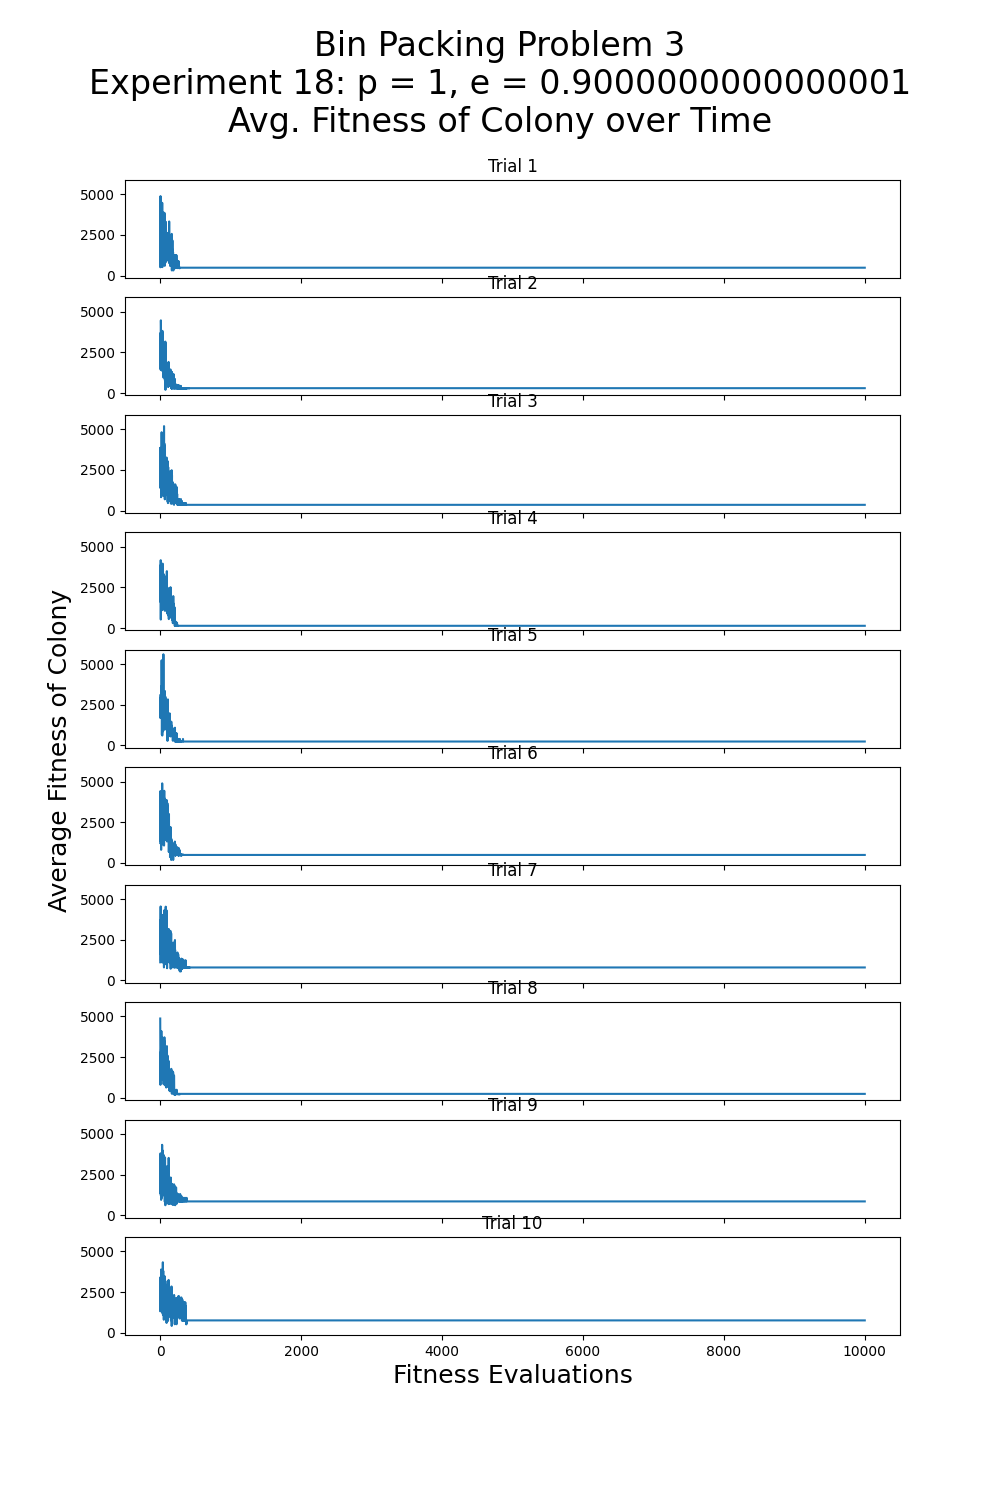 Bin Packing Problem 3
Experiment 18: p = 1, e = 0.9000000000000001
Avg. Fitness of Colony over Time
Trial 1
5000
2500
0
Trial 2
5000
2500
0
Trial 3
5000
2500
0
Trial 4
5000
2500
0
Trial 5
5000
2500
0
Trial 6
5000
2500
0
Trial 7
5000
2500
0
Trial 8
5000
2500
0
Trial 9
5000
2500
0
Trial 10
5000
2500
0
0 2000 4000 6000 8000 10000
Fitness Evaluations
Average Fitness of Colony